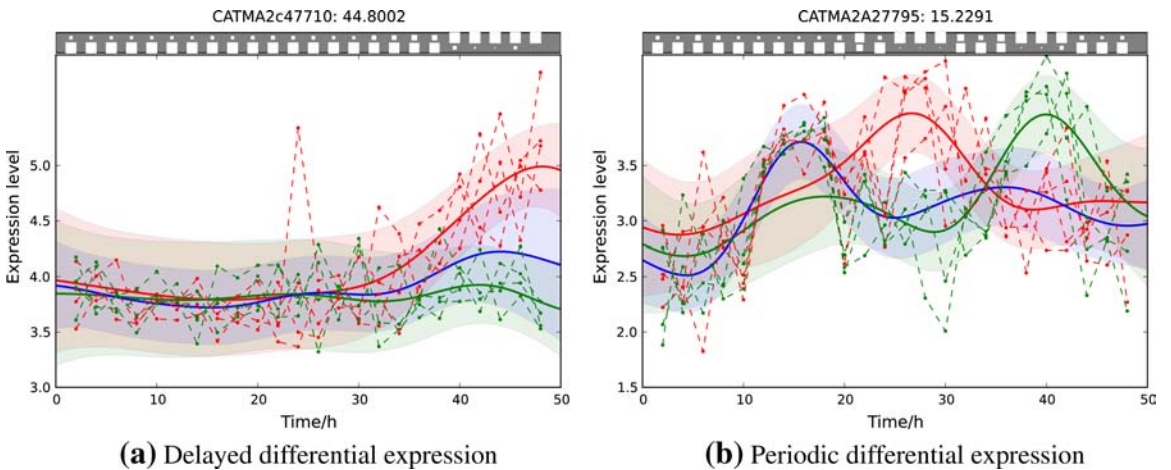 CATMA2c47710: 44.8002
5.0
4.5
4.0
3.5
3.0
Expression level
0 10 20 30 40 50
Time/h
(a) Delayed differential expression
CATMA2A27795: 15.2291
3.5
3.0
2.5
2.0
1.5
Expression level
0 10 20 30 40 50
Time/h
(b) Periodic differential expression